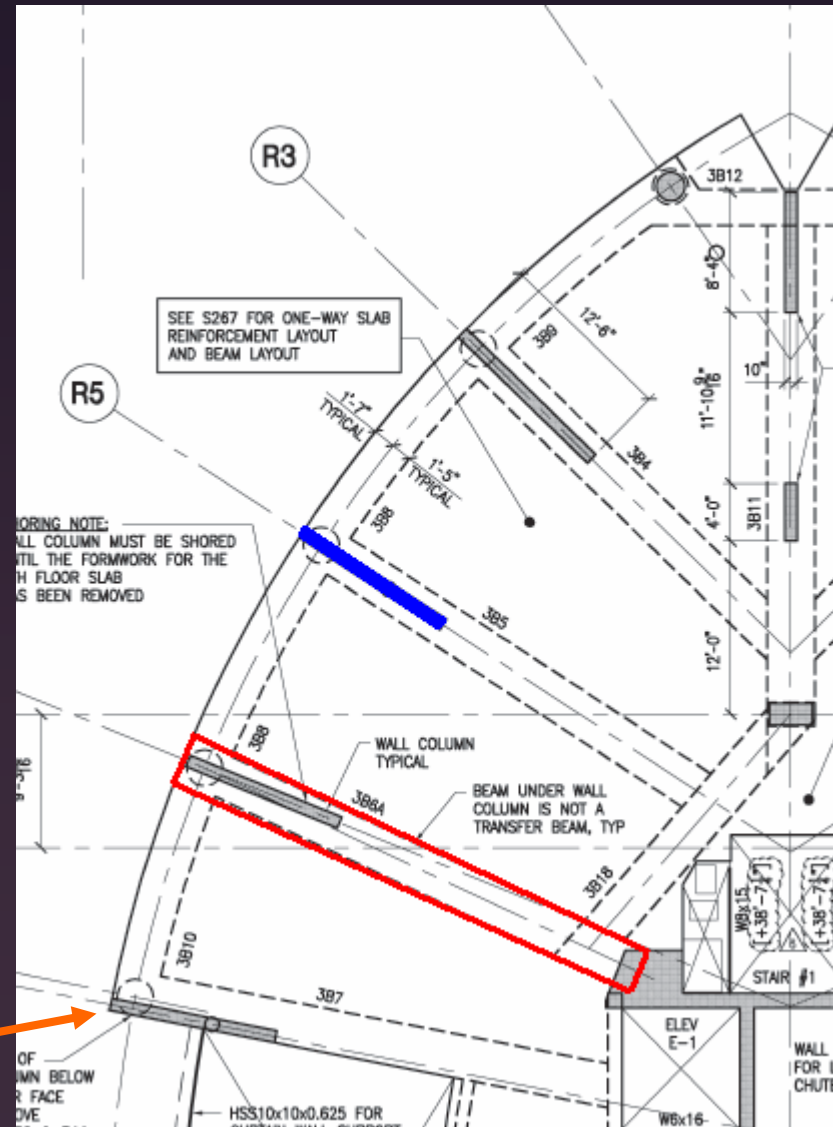 R3
3B12
8'-4"
12'-6"
3B9
SEE S267 FOR ONE-WAY SLAB
REINFORCEMENT LAYOUT
AND BEAM LAYOUT
10"
R5
1'-7"
TYPICAL
11'-10 9/16"
3B4
1'-5"
TYPICAL
3B8
4'-0"
3B11
ORING NOTE:
ALL COLUMN MUST BE SHORED
TIL THE FORMWORK FOR THE
H FLOOR SLAB
S BEEN REMOVED
3B5
12'-0"
3B8
WALL COLUMN
TYPICAL
3B6A
BEAM UNDER WALL
COLUMN IS NOT A
TRANSFER BEAM, TYP
3B18
W8x15
3B10
STAIR #1
3B7
ELEV
E-1
OF
UMN BELOW
R FACE
OVE
WALL
FOR
CHUTE
HSS10x10x0.625 FOR
W6x16